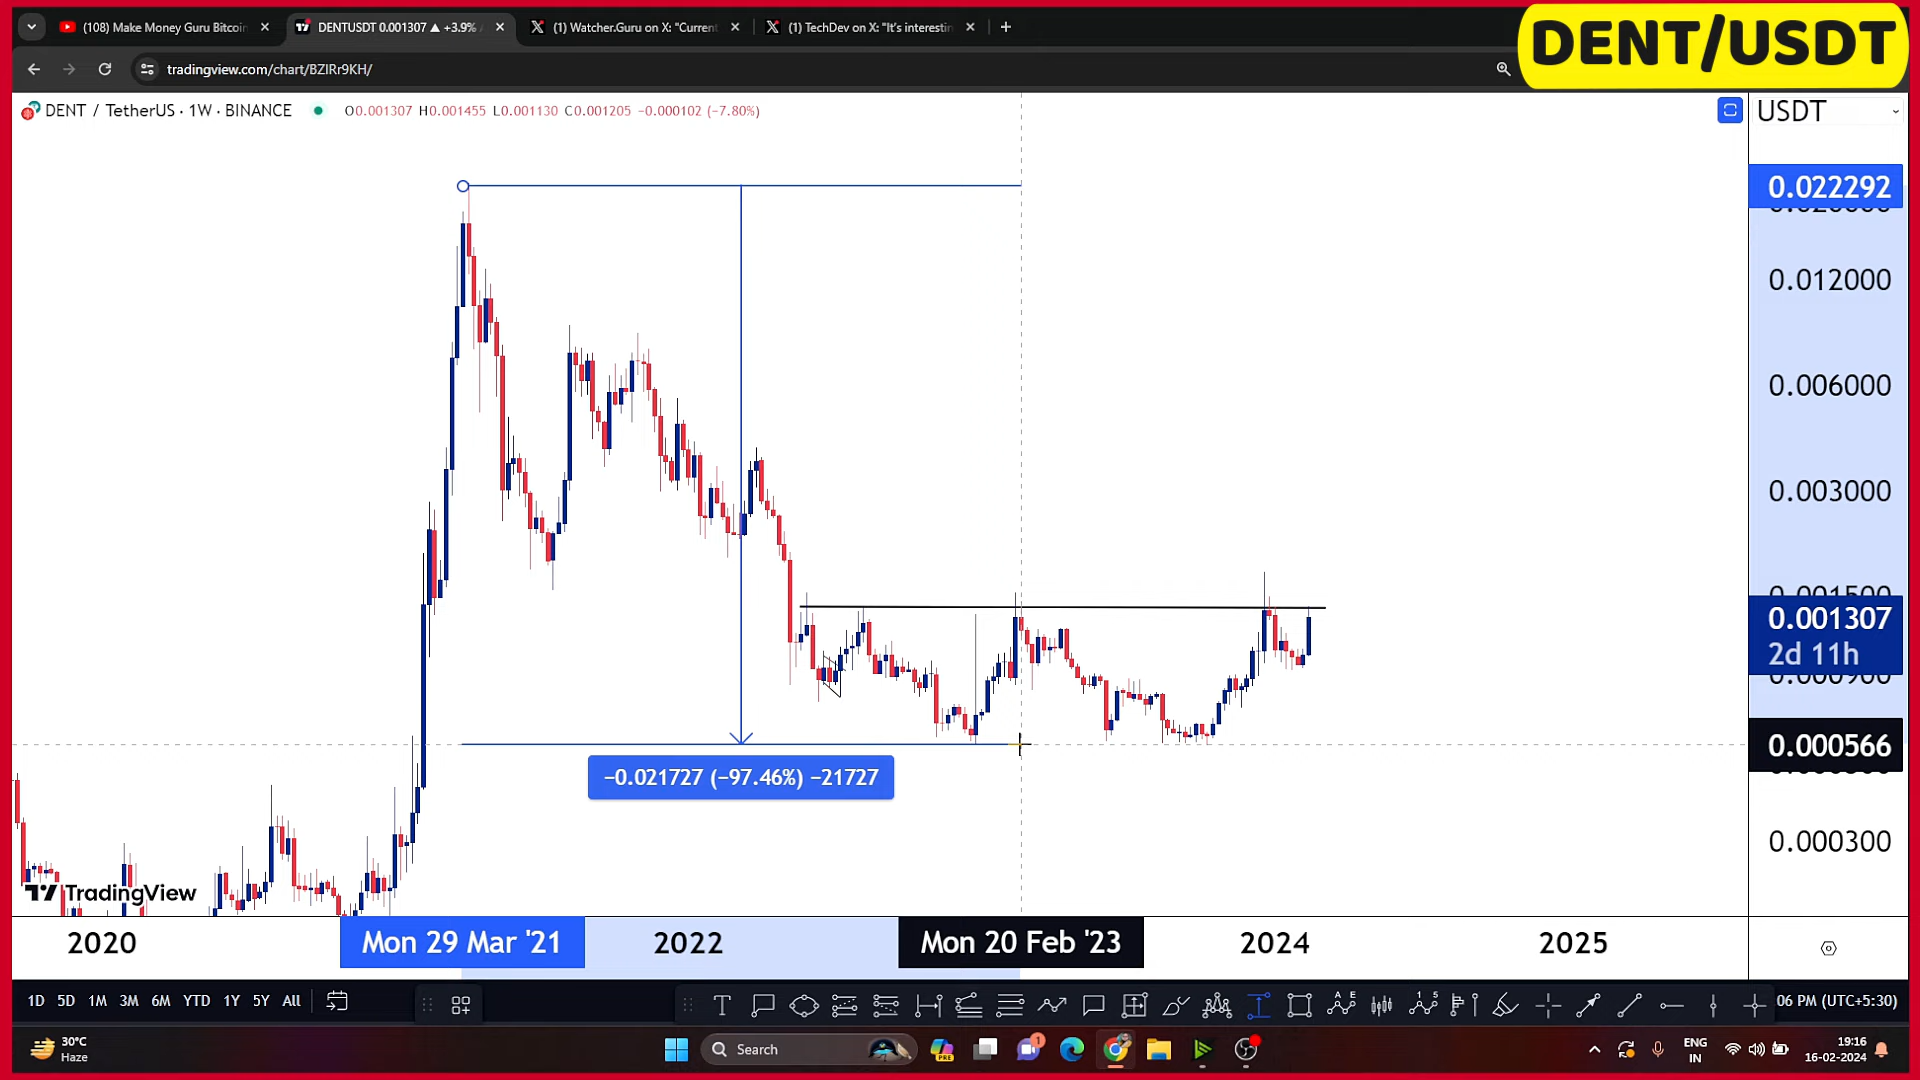 (108) Make Money Guru Bitcoin
DENTUSDT 0.001307 ▲ +3.9%
(1) Watcher.Guru on X: "Current
(1) TechDev on X: "It's interestin
DENT/USDT
tradingview.com/chart/BZIRr9KH/
DENT / TetherUS · 1W · BINANCE
O0.001307 H0.001455 L0.001130 C0.001205 −0.000102 (−7.80%)
USDT
0.022292
0.012000
0.006000
0.003000
0.001307
2d 11h
0.000566
0.000300
−0.021727 (−97.46%) −21727
TradingView
2020
Mon 29 Mar '21
2022
Mon 20 Feb '23
2024
2025
1D 5D 1M 3M 6M YTD 1Y 5Y All
06 PM (UTC+5:30)
30°C
Haze
Search
PRE
1
ENG
IN
19:16
16-02-2024